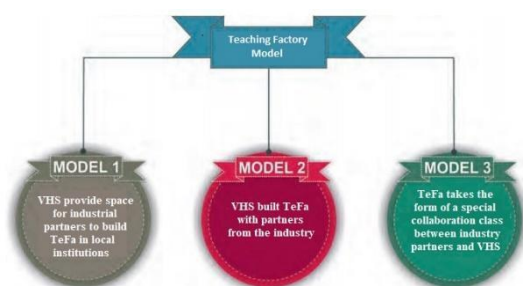 Teaching Factory
Model
MODEL 1
VHS provide space
for industrial
partners to build
TeFa in local
institutions
MODEL 2
VHS built TeFa
with partners
from the industry
MODEL 3
TeFa takes the
form of a special
collaboration class
between industry
partners and VHS